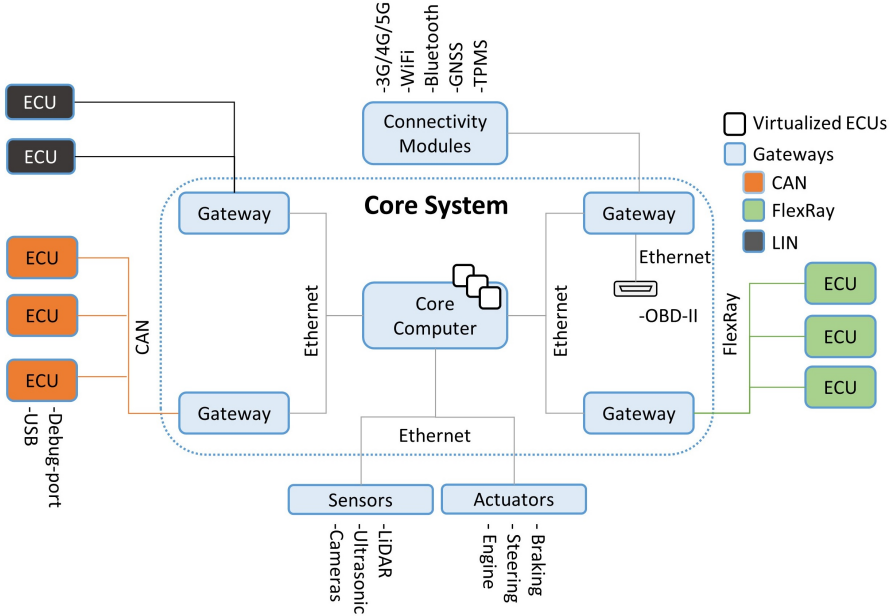 -3G/4G/5G
-WiFi
-Bluetooth
-GNSS
-TPMS
ECU
ECU
Connectivity
Modules
Virtualized ECUs
Gateways
CAN
FlexRay
LIN
Core System
Gateway
Gateway
Ethernet
-OBD-II
ECU
ECU
ECU
-Debug-port
-USB
CAN
Ethernet
Core
Computer
Ethernet
FlexRay
ECU
ECU
ECU
Gateway
Gateway
Ethernet
Sensors
Actuators
-LiDAR
-Ultrasonic
-Cameras
- Braking
- Steering
- Engine